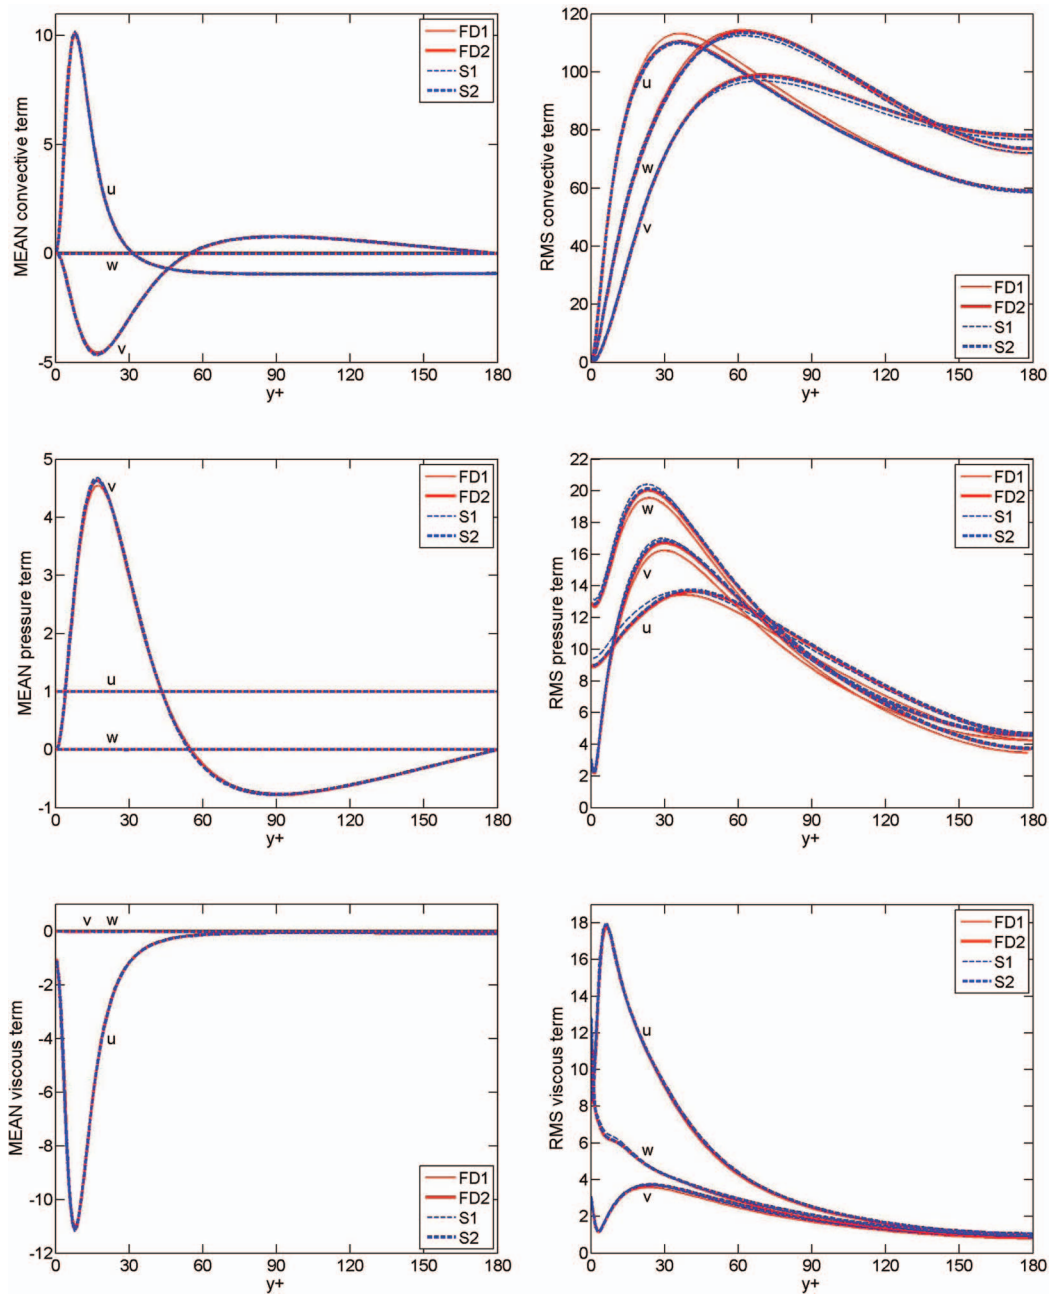 MEAN convective term
10
5
0
-5
0 30 60 90 120 150 180
y+
u
w
v
FD1
FD2
S1
S2
RMS convective term
120
100
80
60
40
20
0
0 30 60 90 120 150 180
y+
u
w
v
FD1
FD2
S1
S2
MEAN pressure term
5
4
3
2
1
0
-1
0 30 60 90 120 150 180
y+
v
u
w
FD1
FD2
S1
S2
RMS pressure term
22
20
18
16
14
12
10
8
6
4
2
0
0 30 60 90 120 150 180
y+
w
v
u
FD1
FD2
S1
S2
MEAN viscous term
0
-2
-4
-6
-8
-10
-12
0 30 60 90 120 150 180
y+
v w
u
FD1
FD2
S1
S2
RMS viscous term
18
16
14
12
10
8
6
4
2
0
0 30 60 90 120 150 180
y+
u
w
v
FD1
FD2
S1
S2